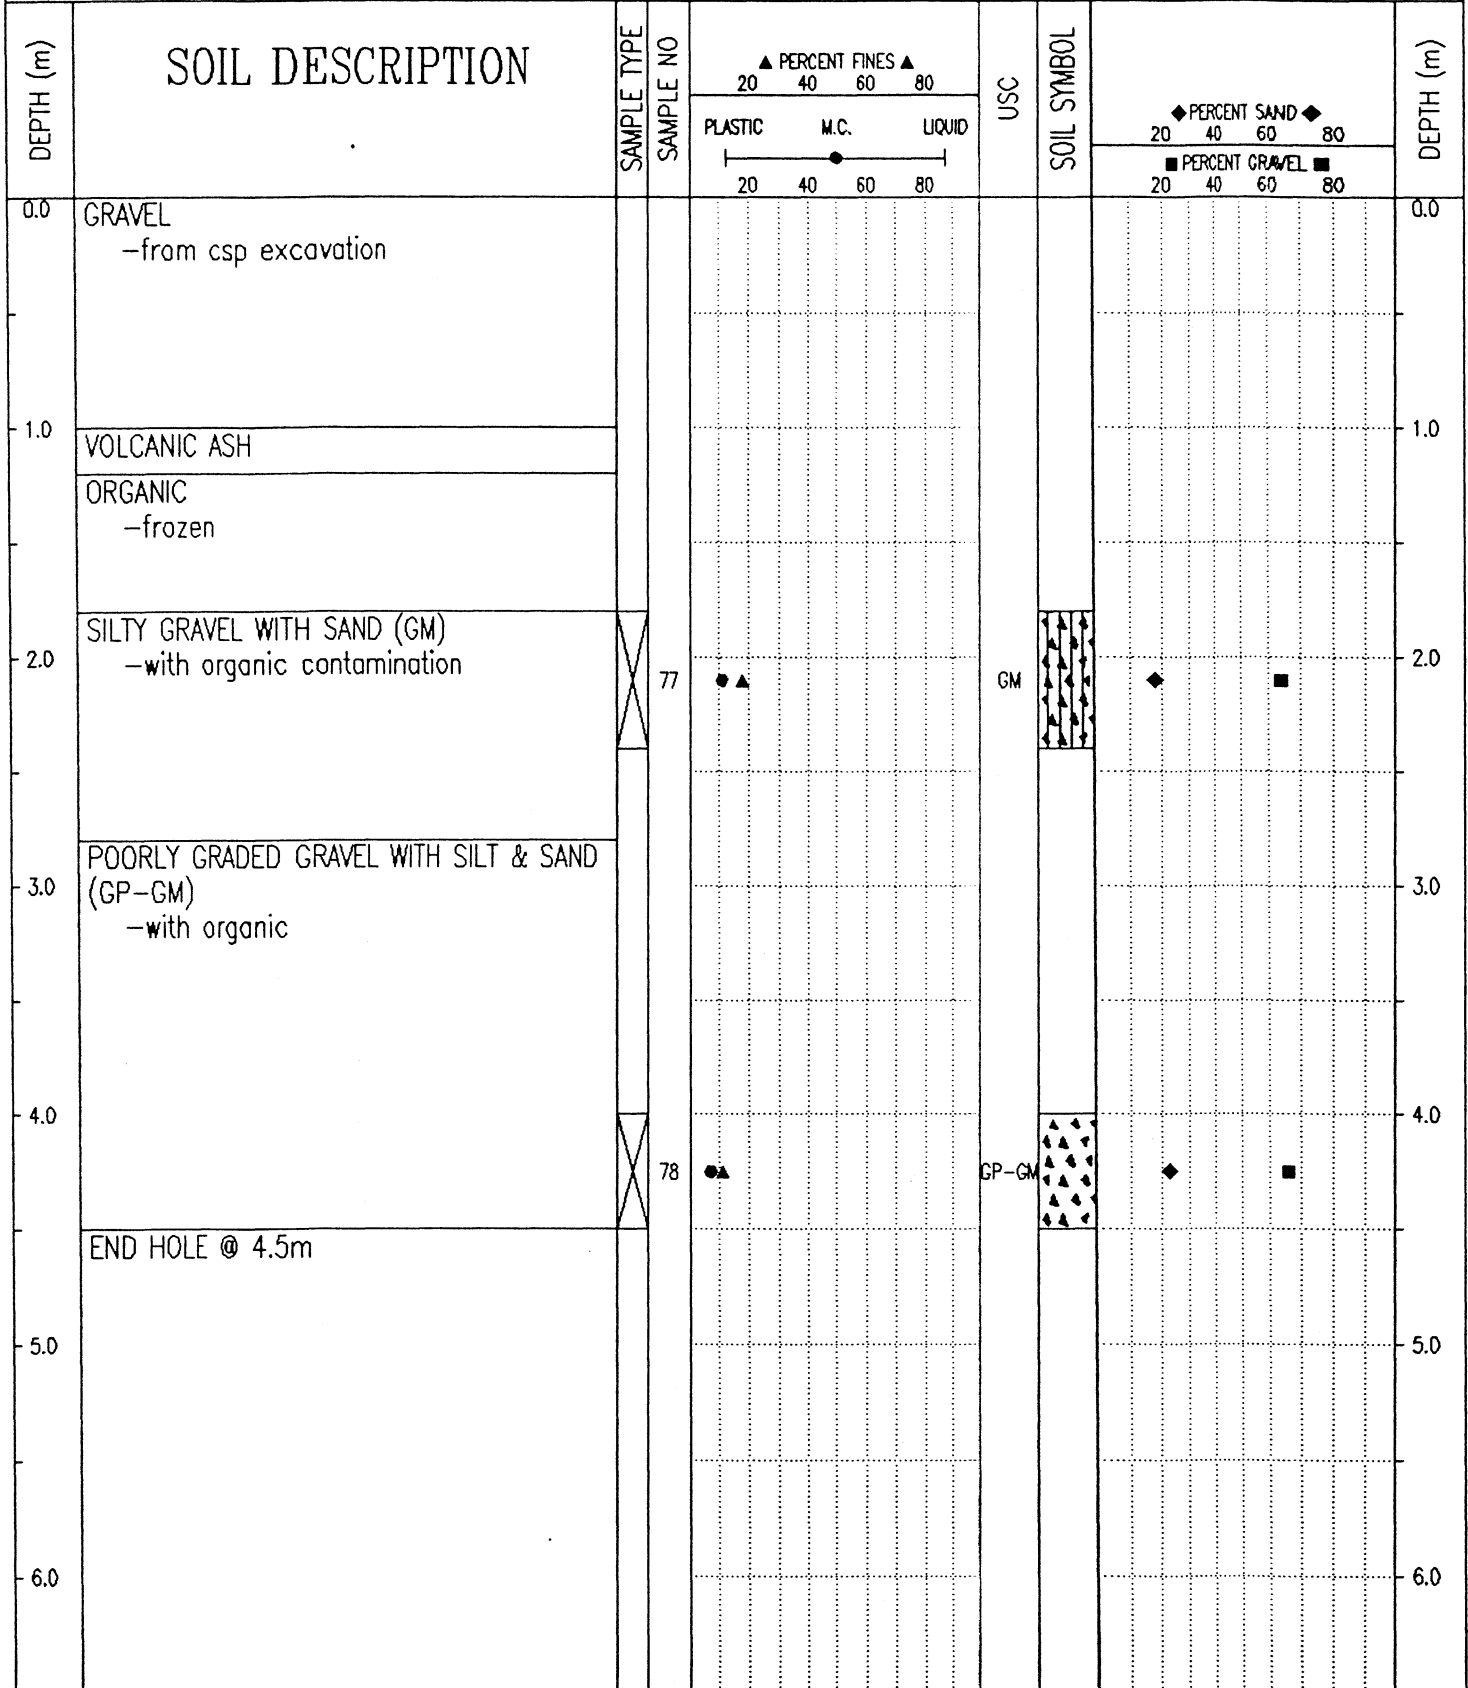 DEPTH (m)
SOIL DESCRIPTION
SAMPLE TYPE
SAMPLE NO
▲ PERCENT FINES ▲
20 40 60 80
PLASTIC M.C. LIQUID
20 40 60 80
USC
SOIL SYMBOL
◆ PERCENT SAND ◆
20 40 60 80
■ PERCENT GRAVEL ■
20 40 60 80
DEPTH (m)
0.0 GRAVEL 0.0
-from csp excavation
1.0 1.0
VOLCANIC ASH
ORGANIC
-frozen
SILTY GRAVEL WITH SAND (GM)
2.0 -with organic contamination 2.0
77 GM
POORLY GRADED GRAVEL WITH SILT & SAND
3.0 (GP-GM) 3.0
-with organic
4.0 4.0
78 GP-GM
END HOLE @ 4.5m
5.0 5.0
6.0 6.0